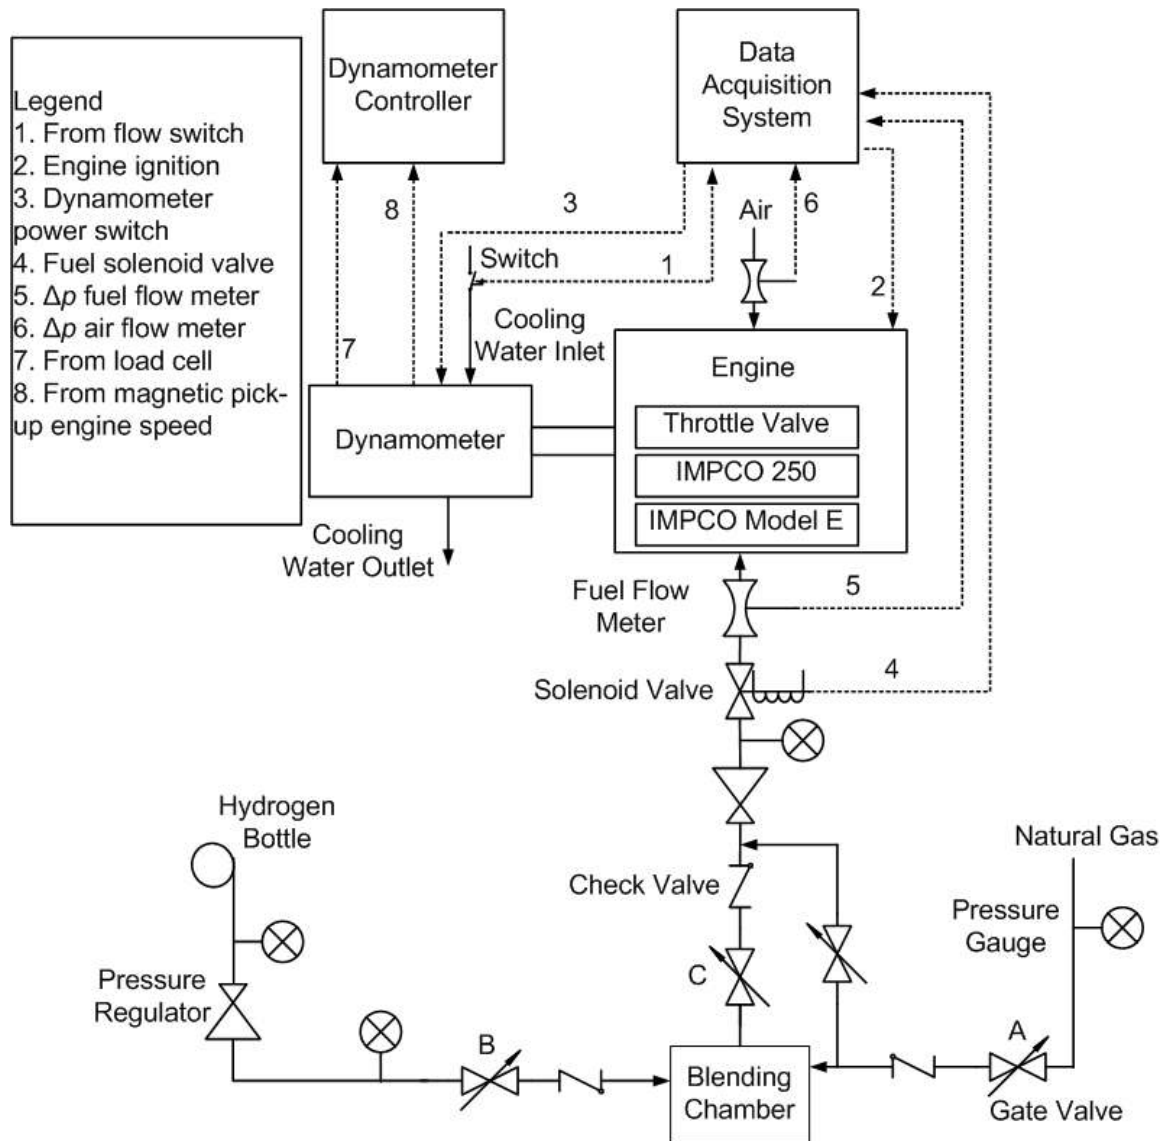 Legend
1. From flow switch
2. Engine ignition
3. Dynamometer
power switch
4. Fuel solenoid valve
5. Δp fuel flow meter
6. Δp air flow meter
7. From load cell
8. From magnetic pick-
up engine speed
Dynamometer
Controller
Data
Acquisition
System
8
3
Air
6
Switch
1
2
Cooling
Water Inlet
7
Engine
Throttle Valve
IMPCO 250
IMPCO Model E
Dynamometer
Cooling
Water Outlet
Fuel Flow
Meter
5
Solenoid Valve
4
Hydrogen
Bottle
Natural Gas
Check Valve
Pressure
Gauge
Pressure
Regulator
C
B
A
Blending
Chamber
Gate Valve